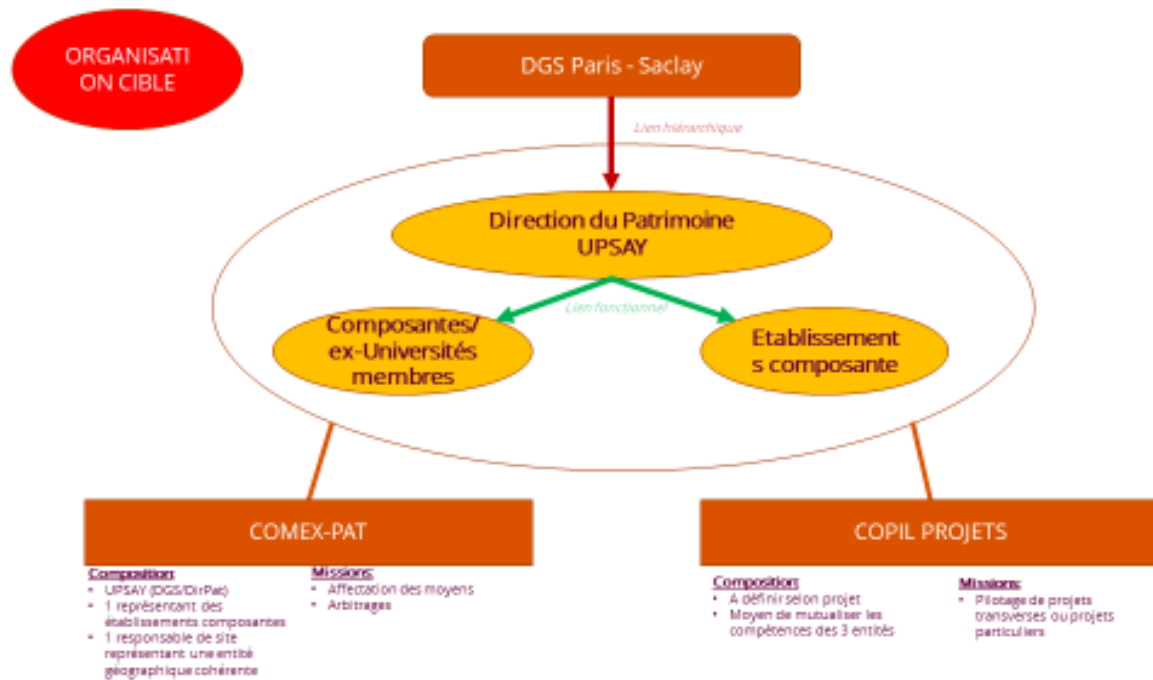 ORGANISATI
ON CIBLE
DGS Paris - Saclay
Lien hiérarchique
Direction du Patrimoine
UPSAY
Lien fonctionnel
Composantes/
ex-Universités
membres
Etablissement
s composante
COMEX-PAT
Composition:
• UPSAY (DGS/DirPat)
• 1 représentant des
établissements composantes
• 1 responsable de site
représentant une entité
géographique cohérente
Missions:
• Affectation des moyens
• Arbitrages
COPIL PROJETS
Composition:
• A définir selon projet
• Moyen de mutualiser les
compétences des 3 entités
Missions:
• Pilotage de projets
transverses ou projets
particuliers